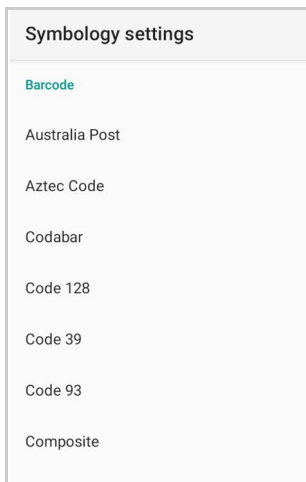 Symbology settings
Barcode
Australia Post
Aztec Code
Codabar
Code 128
Code 39
Code 93
Composite